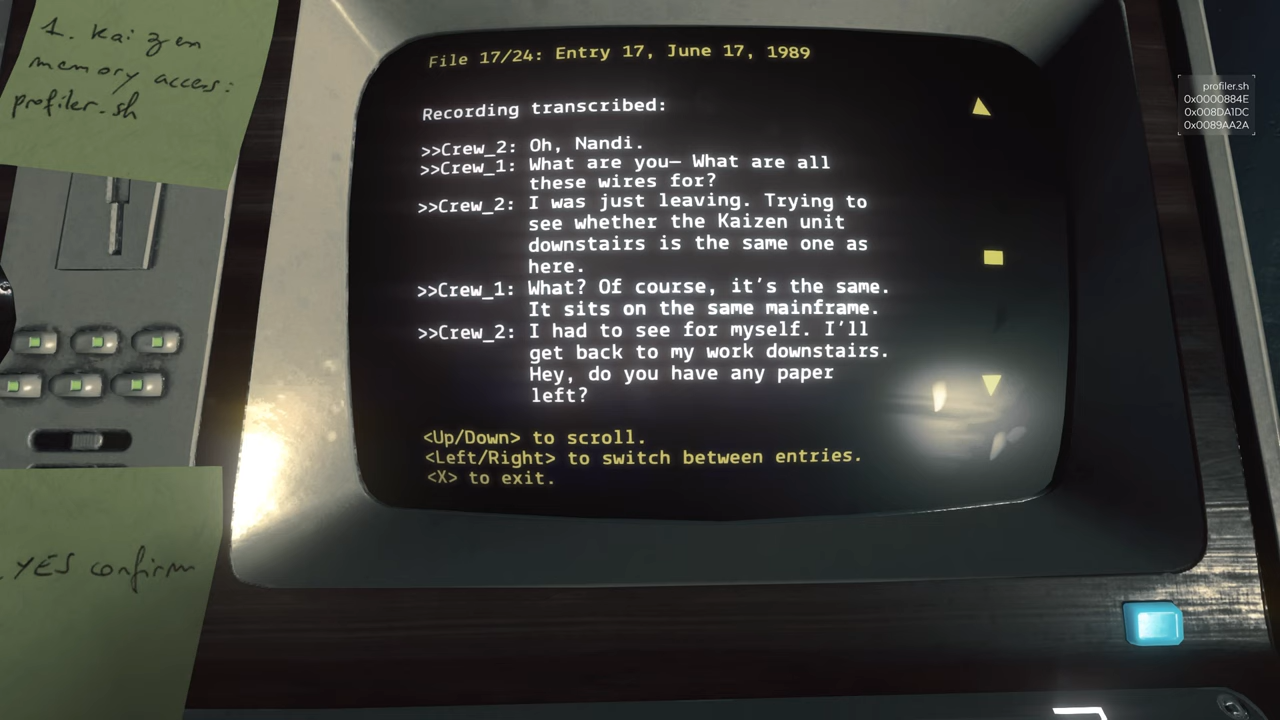 1. Kaizen
memory access:
profiler.sh
File 17/24: Entry 17, June 17, 1989
Recording transcribed:
>>Crew_2: Oh, Nandi.
>>Crew_1: What are you— What are all
these wires for?
>>Crew_2: I was just leaving. Trying to
see whether the Kaizen unit
downstairs is the same one as
here.
>>Crew_1: What? Of course, it's the same.
It sits on the same mainframe.
>>Crew_2: I had to see for myself. I'll
get back to my work downstairs.
Hey, do you have any paper
left?
<Up/Down> to scroll.
<Left/Right> to switch between entries.
<X> to exit.
profiler.sh
0x0000884E
0x008DA1DC
0x0089AA2A
YES confirm